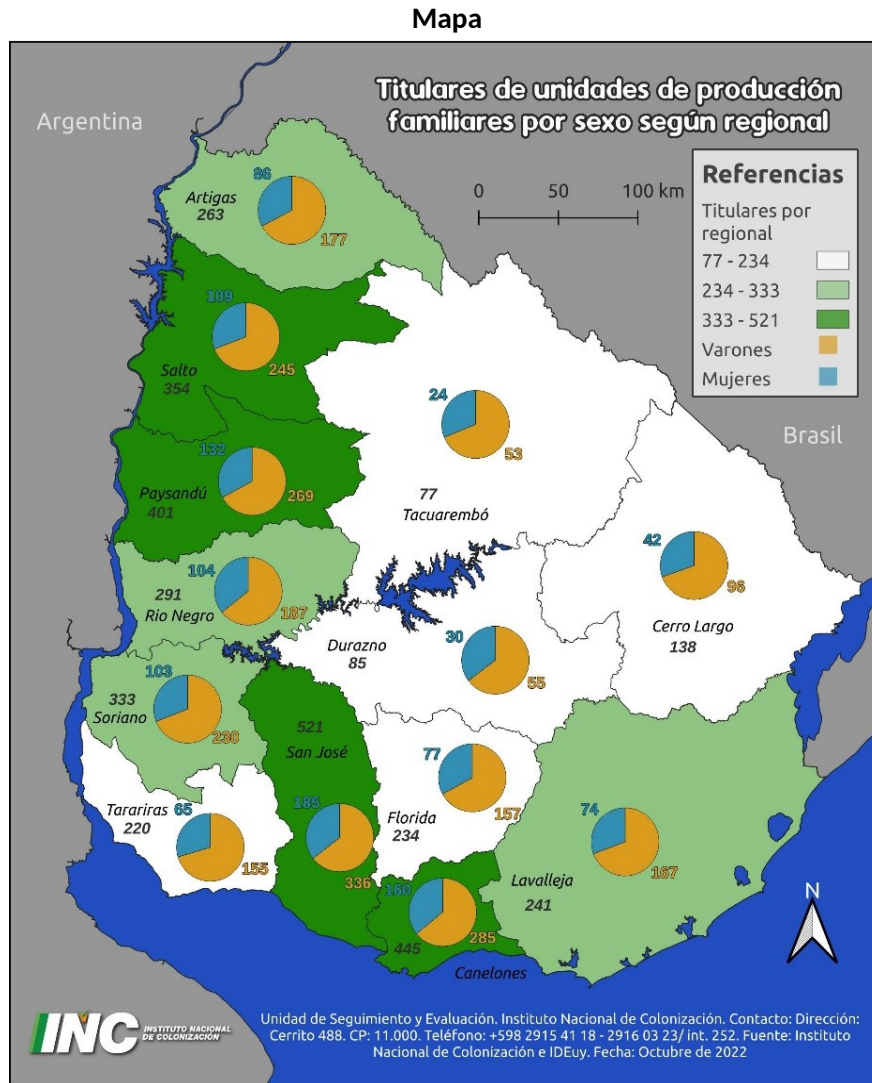 Mapa
Titulares de unidades de producción
familiares por sexo según regional
Argentina
Brasil
0 50 100 km
Referencias
Titulares por
regional
77 - 234
234 - 333
333 - 521
Varones
Mujeres
86
Artigas
263
177
109
Salto
354
245
132
Paysandú
401
269
24
53
77
Tacuarembó
42
96
Cerro Largo
138
104
291
Rio Negro
187
30
Durazno
85
55
103
333
Soriano
230
521
San José
185
336
77
Florida
234
157
65
Tarariras
220
155
74
Lavalleja
241
167
160
445
285
Canelones
N
INC INSTITUTO NACIONAL
DE COLONIZACIÓN
Unidad de Seguimiento y Evaluación. Instituto Nacional de Colonización. Contacto: Dirección:
Cerrito 488. CP: 11.000. Teléfono: +598 2915 41 18 - 2916 03 23/ int. 252. Fuente: Instituto
Nacional de Colonización e IDEuy. Fecha: Octubre de 2022